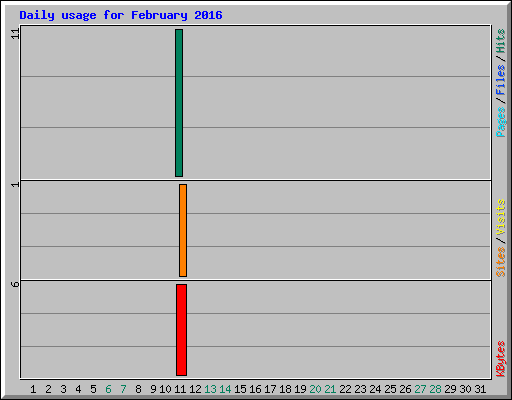 Daily usage for February 2016
11
1
6
Pages/Files/Hits
Sites/Visits
KBytes
1 2 3 4 5 6 7 8 9 10 11 12 13 14 15 16 17 18 19 20 21 22 23 24 25 26 27 28 29 30 31